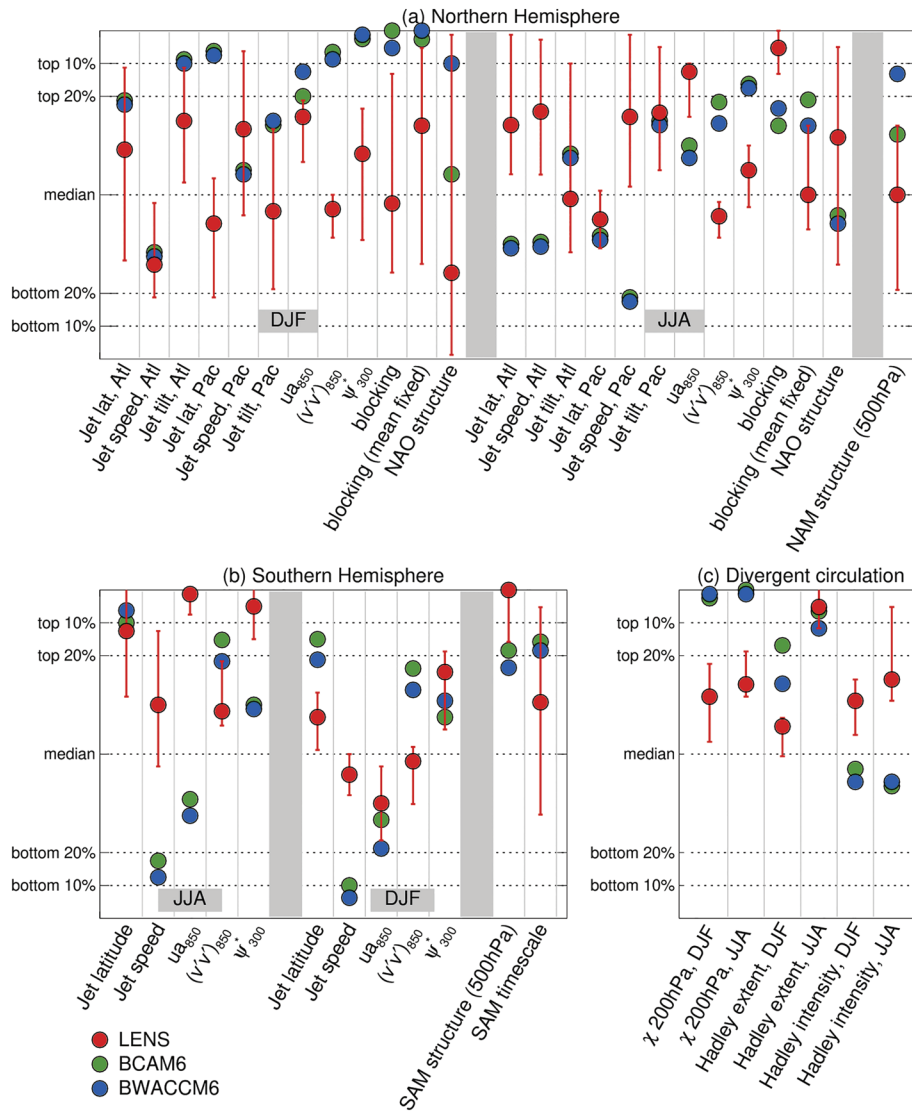 (a) Northern Hemisphere
top 10%
top 20%
median
bottom 20%
bottom 10%
DJF
JJA
Jet lat, Atl
Jet speed, Atl
Jet tilt, Atl
Jet lat, Pac
Jet speed, Pac
Jet tilt, Pac
ua₈₅₀
(v′v′)₈₅₀
ψ*₃₀₀
blocking
blocking (mean fixed)
NAO structure
Jet lat, Atl
Jet speed, Atl
Jet tilt, Atl
Jet lat, Pac
Jet speed, Pac
Jet tilt, Pac
ua₈₅₀
(v′v′)₈₅₀
ψ*₃₀₀
blocking
blocking (mean fixed)
NAO structure
NAM structure (500hPa)
(b) Southern Hemisphere
top 10%
top 20%
median
bottom 20%
bottom 10%
JJA
DJF
Jet latitude
Jet speed
ua₈₅₀
(v′v′)₈₅₀
ψ*₃₀₀
Jet latitude
Jet speed
ua₈₅₀
(v′v′)₈₅₀
ψ*₃₀₀
SAM structure (500hPa)
SAM timescale
(c) Divergent circulation
top 10%
top 20%
median
bottom 20%
bottom 10%
χ 200hPa, DJF
χ 200hPa, JJA
Hadley extent, DJF
Hadley extent, JJA
Hadley intensity, DJF
Hadley intensity, JJA
LENS
BCAM6
BWACCM6